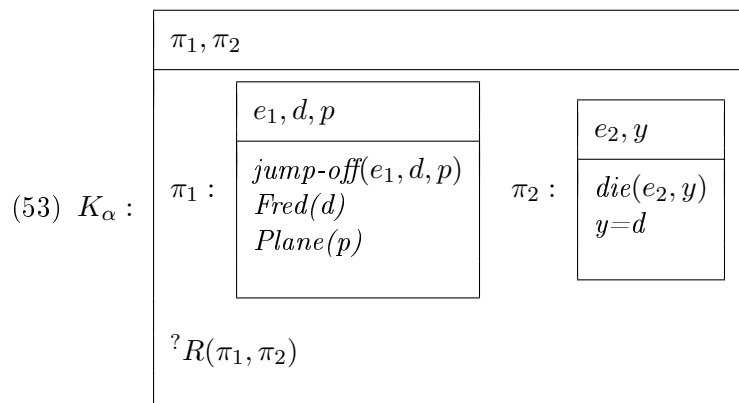 π₁, π₂
e₁, d, p
e₂, y
jump-off(e₁, d, p)
die(e₂, y)
(53) Kα : π₁ : Fred(d) π₂ : y=d
Plane(p)
?R(π₁, π₂)